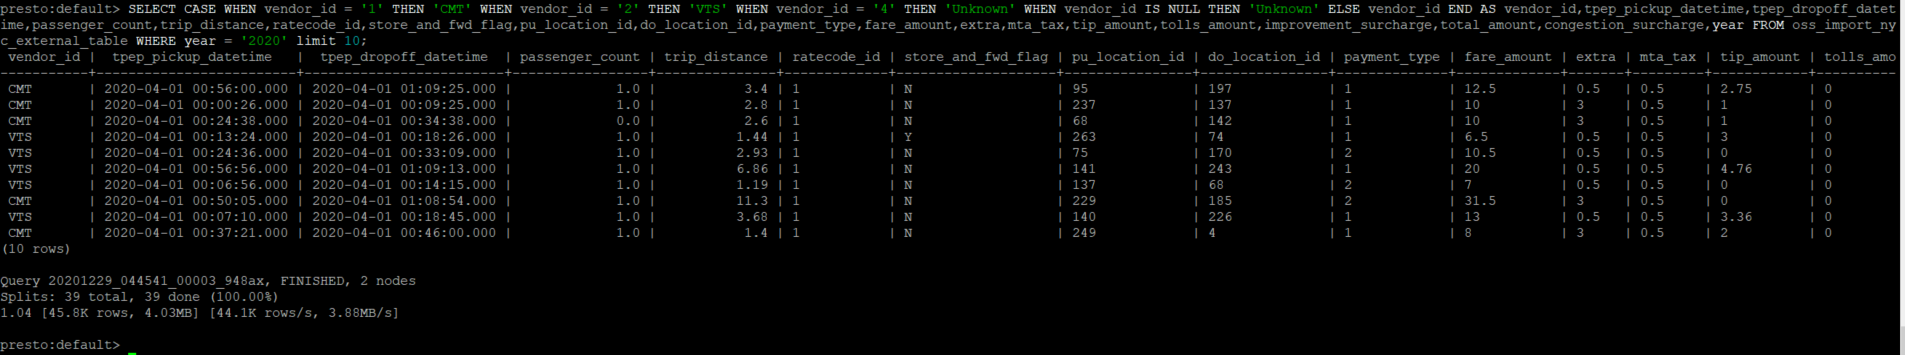 presto:default> SELECT CASE WHEN vendor_id = '1' THEN 'CMT' WHEN vendor_id = '2' THEN 'VTS' WHEN vendor_id = '4' THEN 'Unknown' WHEN vendor_id IS NULL THEN 'Unknown' ELSE vendor_id END AS vendor_id,tpep_pickup_datetime,tpep_dropoff_datet
ime,passenger_count,trip_distance,ratecode_id,store_and_fwd_flag,pu_location_id,do_location_id,payment_type,fare_amount,extra,mta_tax,tip_amount,tolls_amount,improvement_surcharge,total_amount,congestion_surcharge,year FROM oss_import_ny
c_external_table WHERE year = '2020' limit 10;
vendor_id | tpep_pickup_datetime | tpep_dropoff_datetime | passenger_count | trip_distance | ratecode_id | store_and_fwd_flag | pu_location_id | do_location_id | payment_type | fare_amount | extra | mta_tax | tip_amount | tolls_amo
-----------+-------------------------+-------------------------+-----------------+---------------+-------------+--------------------+----------------+----------------+--------------+-------------+-------+---------+------------+----------
CMT | 2020-04-01 00:56:00.000 | 2020-04-01 01:09:25.000 | 1.0 | 3.4 | 1 | N | 95 | 197 | 1 | 12.5 | 0.5 | 0.5 | 2.75 | 0
CMT | 2020-04-01 00:00:26.000 | 2020-04-01 00:09:25.000 | 1.0 | 2.8 | 1 | N | 237 | 137 | 1 | 10 | 3 | 0.5 | 1 | 0
CMT | 2020-04-01 00:24:38.000 | 2020-04-01 00:34:38.000 | 0.0 | 2.6 | 1 | N | 68 | 142 | 1 | 10 | 3 | 0.5 | 1 | 0
VTS | 2020-04-01 00:13:24.000 | 2020-04-01 00:18:26.000 | 1.0 | 1.44 | 1 | Y | 263 | 74 | 1 | 6.5 | 0.5 | 0.5 | 3 | 0
VTS | 2020-04-01 00:24:36.000 | 2020-04-01 00:33:09.000 | 1.0 | 2.93 | 1 | N | 75 | 170 | 2 | 10.5 | 0.5 | 0.5 | 0 | 0
VTS | 2020-04-01 00:56:56.000 | 2020-04-01 01:09:13.000 | 1.0 | 6.86 | 1 | N | 141 | 243 | 1 | 20 | 0.5 | 0.5 | 4.76 | 0
VTS | 2020-04-01 00:06:56.000 | 2020-04-01 00:14:15.000 | 1.0 | 1.19 | 1 | N | 137 | 68 | 2 | 7 | 0.5 | 0.5 | 0 | 0
CMT | 2020-04-01 00:50:05.000 | 2020-04-01 01:08:54.000 | 1.0 | 11.3 | 1 | N | 229 | 185 | 2 | 31.5 | 3 | 0.5 | 0 | 0
VTS | 2020-04-01 00:07:10.000 | 2020-04-01 00:18:45.000 | 1.0 | 3.68 | 1 | N | 140 | 226 | 1 | 13 | 0.5 | 0.5 | 3.36 | 0
CMT | 2020-04-01 00:37:21.000 | 2020-04-01 00:46:00.000 | 1.0 | 1.4 | 1 | N | 249 | 4 | 1 | 8 | 3 | 0.5 | 2 | 0
(10 rows)
Query 20201229_044541_00003_948ax, FINISHED, 2 nodes
Splits: 39 total, 39 done (100.00%)
1.04 [45.8K rows, 4.03MB] [44.1K rows/s, 3.88MB/s]
presto:default>